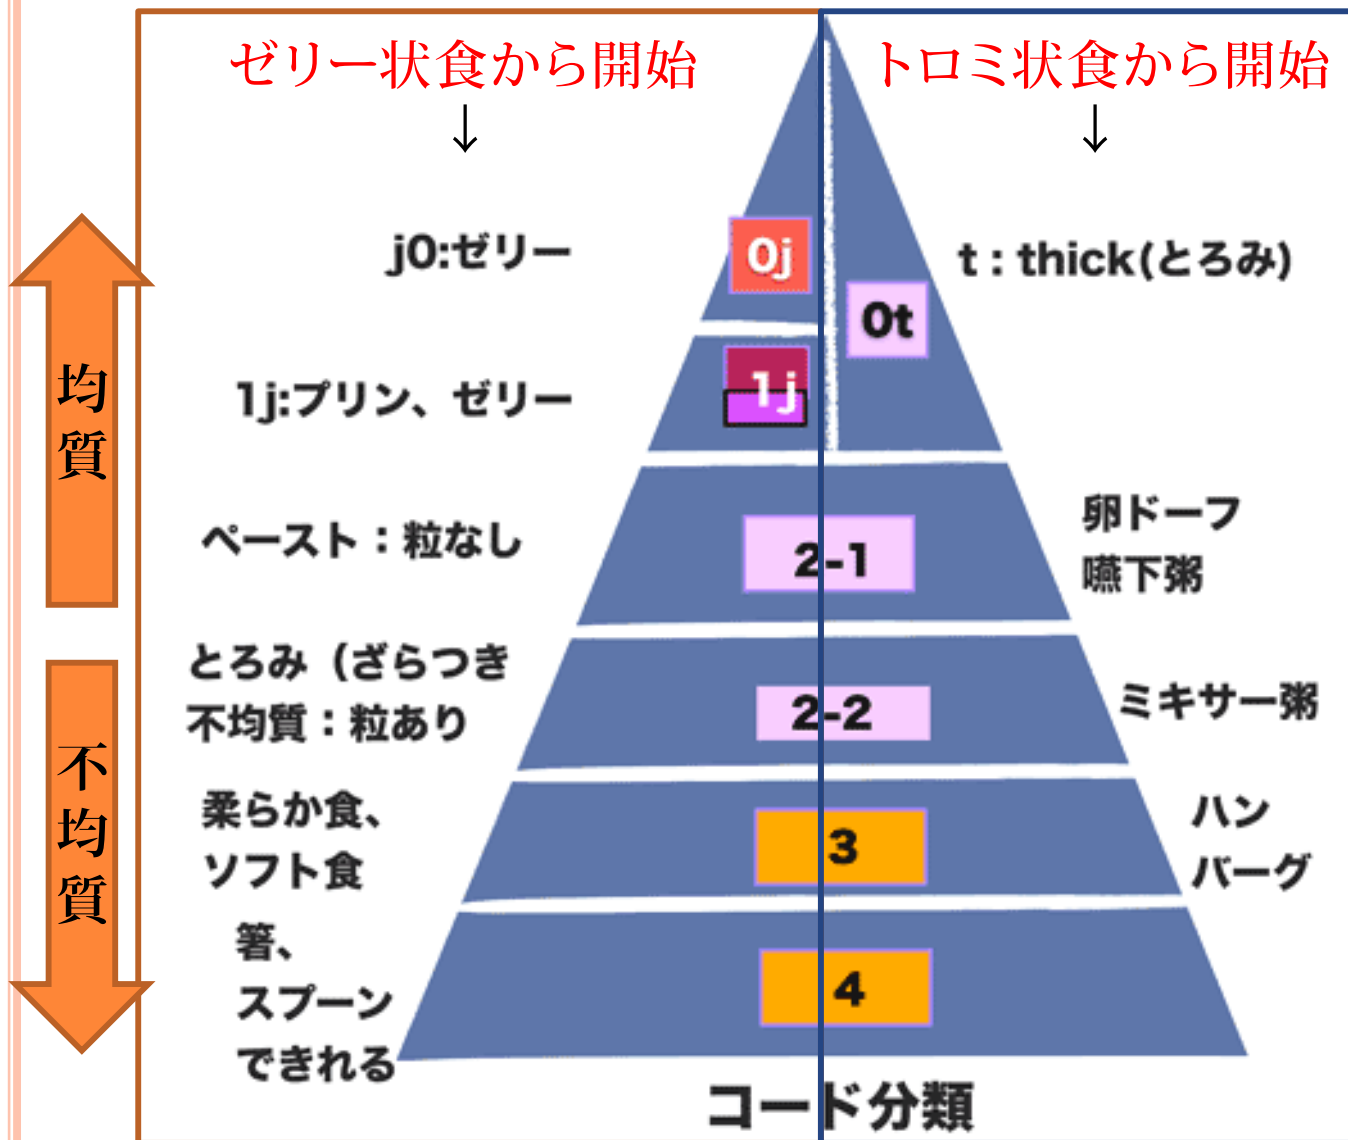 ゼリー状食から開始
トロミ状食から開始
↓
↓
j0:ゼリー
0j
t：thick(とろみ)
0t
均質
1j:プリン、ゼリー
1j
ペースト：粒なし
2-1
卵ドーフ
嚥下粥
とろみ（ざらつき
不均質：粒あり
2-2
ミキサー粥
不均質
柔らか食、
ソフト食
3
ハン
バーグ
箸、
スプーン
できれる
4
コード分類